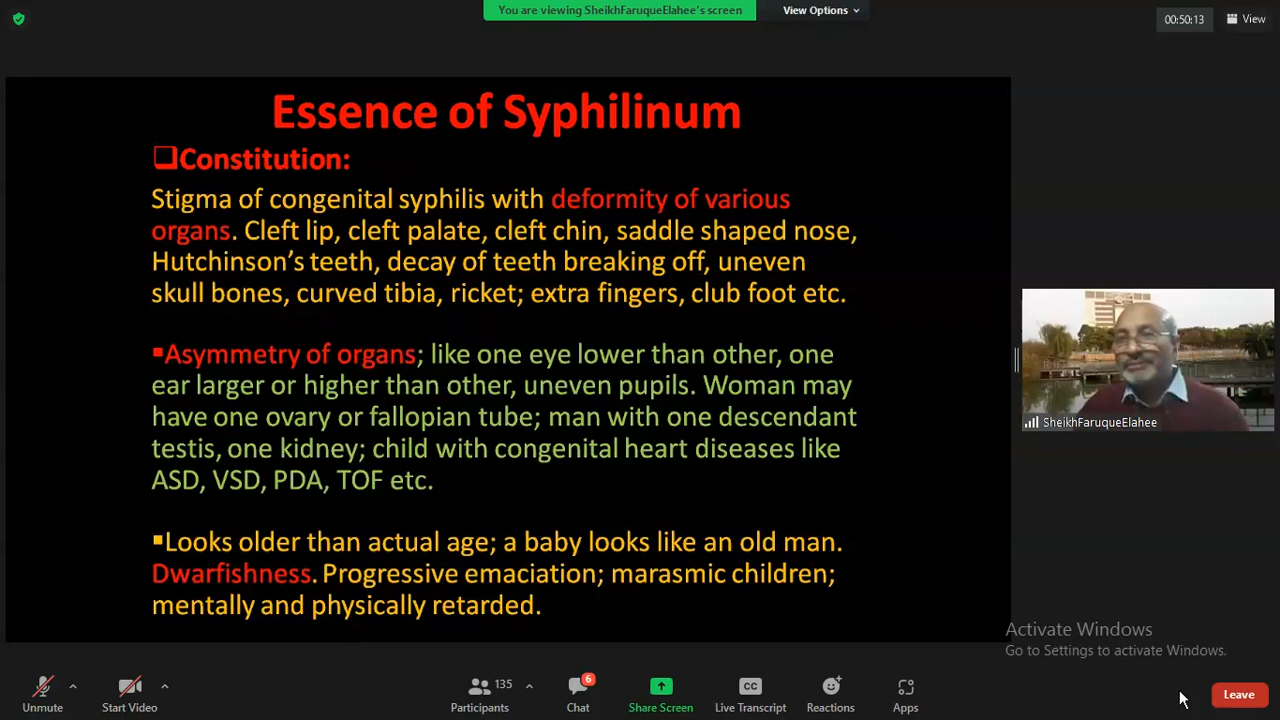 You are viewing SheikhFaruqueElahee's screen
View Options
00:50:13
View
Essence of Syphilinum
❑Constitution:
Stigma of congenital syphilis with deformity of various
organs. Cleft lip, cleft palate, cleft chin, saddle shaped nose,
Hutchinson’s teeth, decay of teeth breaking off, uneven
skull bones, curved tibia, ricket; extra fingers, club foot etc.
▪Asymmetry of organs; like one eye lower than other, one
ear larger or higher than other, uneven pupils. Woman may
have one ovary or fallopian tube; man with one descendant
testis, one kidney; child with congenital heart diseases like
ASD, VSD, PDA, TOF etc.
▪Looks older than actual age; a baby looks like an old man.
Dwarfishness. Progressive emaciation; marasmic children;
mentally and physically retarded.
SheikhFaruqueElahee
Activate Windows
Go to Settings to activate Windows.
Unmute
Start Video
135
Participants
6
Chat
Share Screen
CC
Live Transcript
Reactions
Apps
Leave